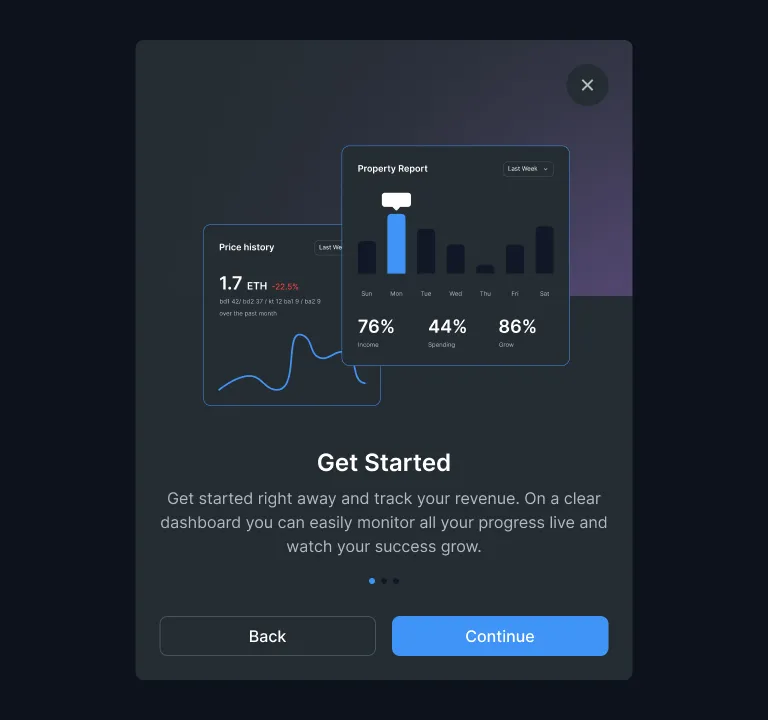 Property Report
Last Week
Price history
Last We
1.7 ETH -22.5%
bd1 42/ bd2 37 / kt 12 ba1 9 / ba2 9
over the past month
Sun Mon Tue Wed Thu Fri Sat
76% 44% 86%
Income Spending Grow
Get Started
Get started right away and track your revenue. On a clear
dashboard you can easily monitor all your progress live and
watch your success grow.
Back Continue